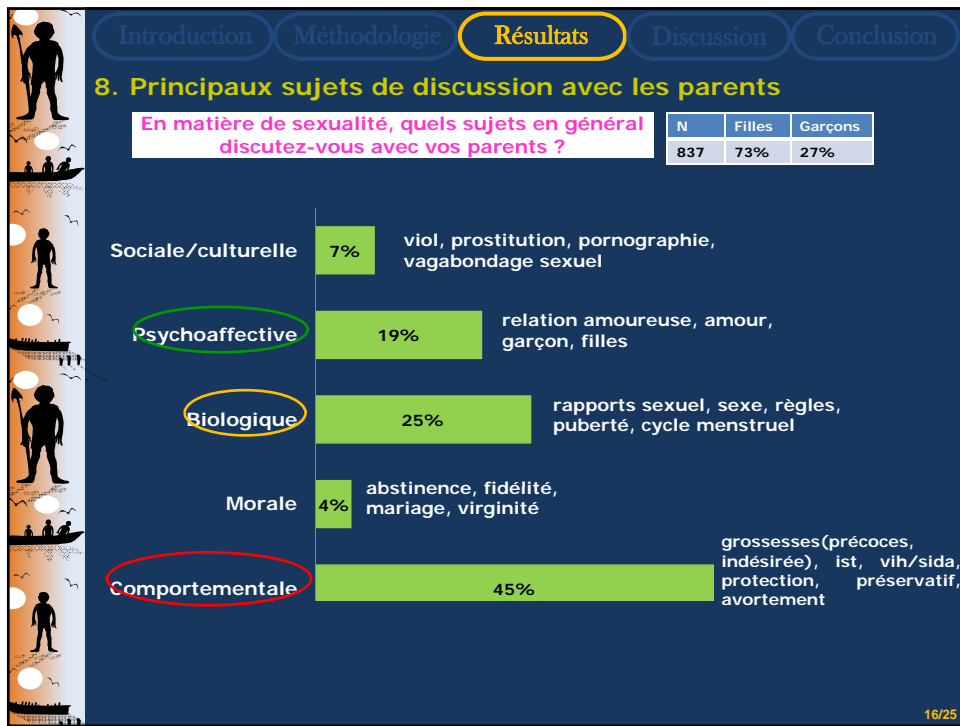 Introduction Méthodologie Résultats Discussion Conclusion
8. Principaux sujets de discussion avec les parents
En matière de sexualité, quels sujets en général
discutez-vous avec vos parents ?
N Filles Garçons
837 73% 27%
Sociale/culturelle 7%
viol, prostitution, pornographie,
vagabondage sexuel
Psychoaffective 19%
relation amoureuse, amour,
garçon, filles
Biologique 25%
rapports sexuel, sexe, règles,
puberté, cycle menstruel
Morale 4%
abstinence, fidélité,
mariage, virginité
Comportementale 45%
grossesses(précoces,
indésirée), ist, vih/sida,
protection, préservatif,
avortement
16/25